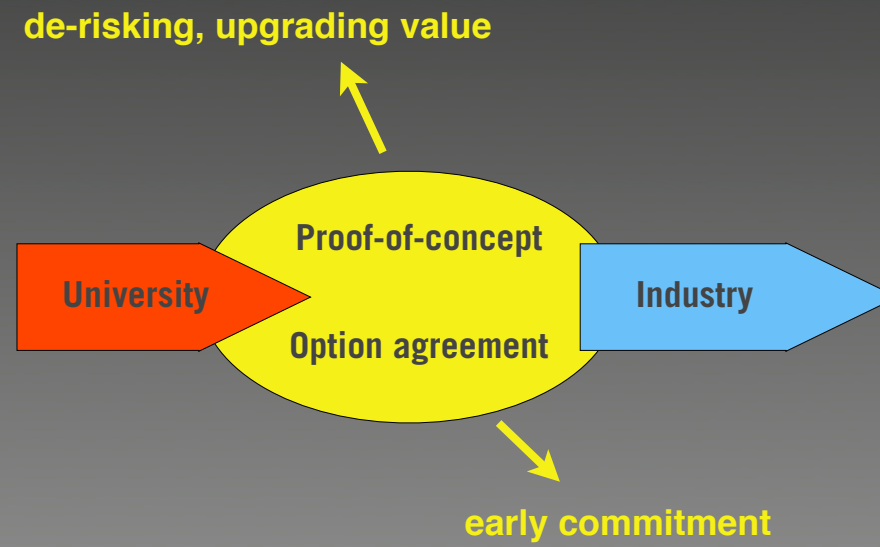 de-risking, upgrading value
Proof-of-concept
University
Industry
Option agreement
early commitment